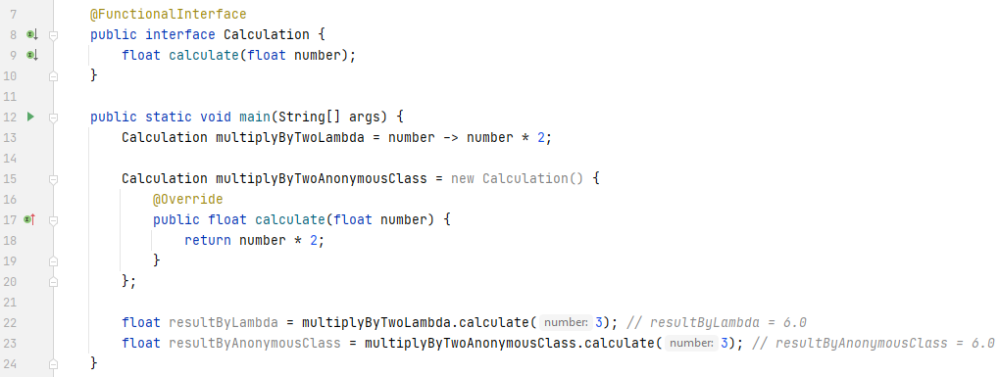 7 @FunctionalInterface
8 public interface Calculation {
9 float calculate(float number);
10 }
11
12 public static void main(String[] args) {
13 Calculation multiplyByTwoLambda = number -> number * 2;
14
15 Calculation multiplyByTwoAnonymousClass = new Calculation() {
16 @Override
17 public float calculate(float number) {
18 return number * 2;
19 }
20 };
21
22 float resultByLambda = multiplyByTwoLambda.calculate( number: 3); // resultByLambda = 6.0
23 float resultByAnonymousClass = multiplyByTwoAnonymousClass.calculate( number: 3); // resultByAnonymousClass = 6.0
24 }